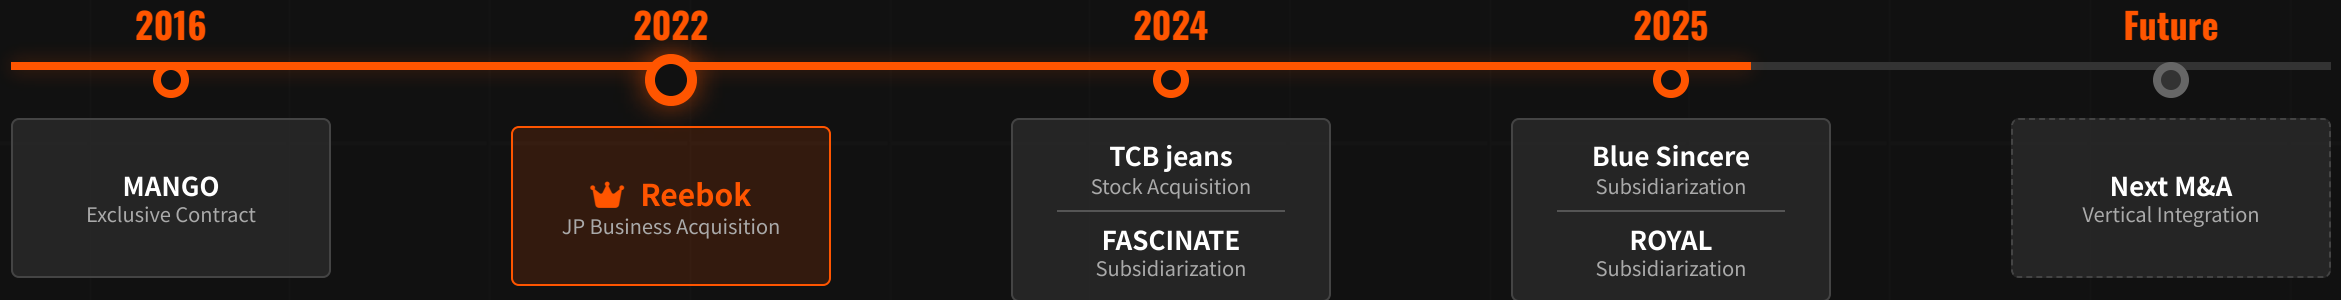 2016
MANGO
Exclusive Contract
2022
Reebok
JP Business Acquisition
2024
TCB jeans
Stock Acquisition
FASCINATE
Subsidiarization
2025
Blue Sincere
Subsidiarization
ROYAL
Subsidiarization
Future
Next M&A
Vertical Integration